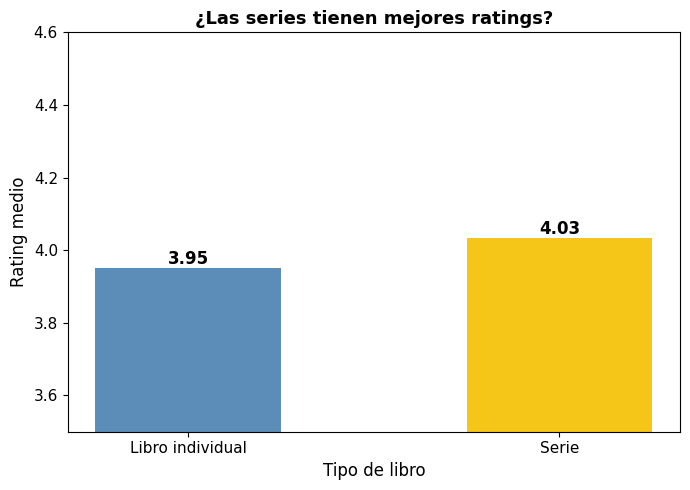 ¿Las series tienen mejores ratings?
4.6
4.4
4.2
4.0
3.8
3.6
Rating medio
3.95
4.03
Libro individual
Serie
Tipo de libro